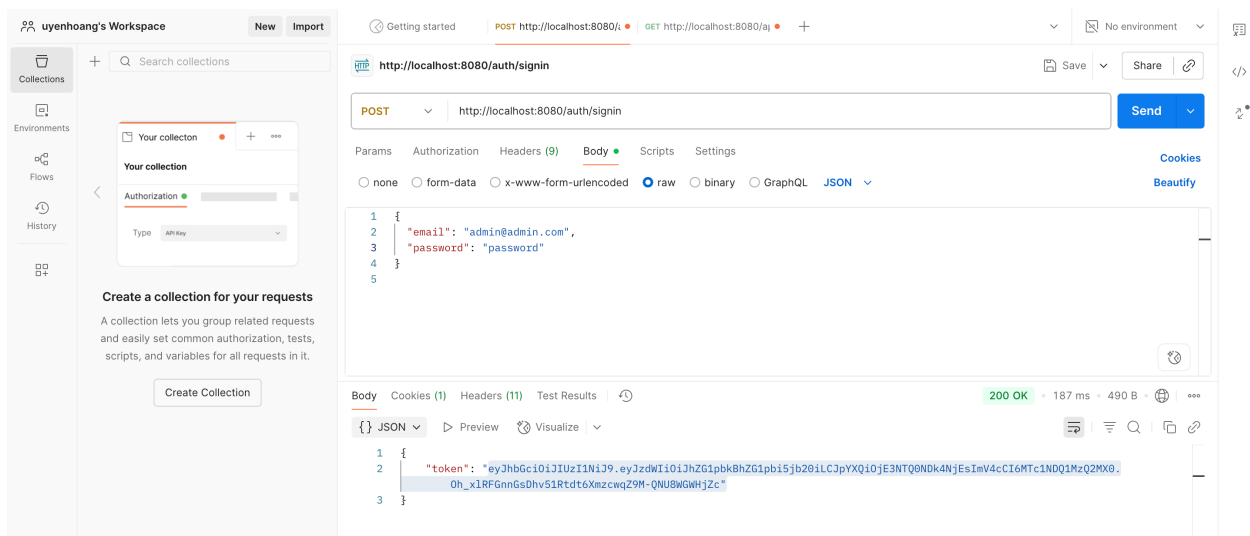 uyenhoang's Workspace
New
Import
Getting started
POST http://localhost:8080/a
GET http://localhost:8080/ap
No environment
Collections
Environments
Flows
History
Search collections
Your collecton
Your collection
Authorization
Type
API Key
Create a collection for your requests
A collection lets you group related requests
and easily set common authorization, tests,
scripts, and variables for all requests in it.
Create Collection
HTTP
http://localhost:8080/auth/signin
Save
Share
POST
http://localhost:8080/auth/signin
Send
Params Authorization Headers (9) Body Scripts Settings
Cookies
none form-data x-www-form-urlencoded raw binary GraphQL JSON
Beautify
1 {
2 "email": "admin@admin.com",
3 "password": "password"
4 }
5
Body Cookies (1) Headers (11) Test Results
200 OK • 187 ms • 490 B
{} JSON Preview Visualize
1 {
2 "token": "eyJhbGciOiJIUzI1NiJ9.eyJzdWIiOiJhZG1pbkBhZG1pbi5jb20iLCJpYXQiOjE3NTQ0NDk4NjEsImV4cCI6MTc1NDQ1MzQ2MX0.
Oh_xlRFGnnGsDhv51Rtdt6XmzcwqZ9M-QNU8WGWHjZc"
3 }